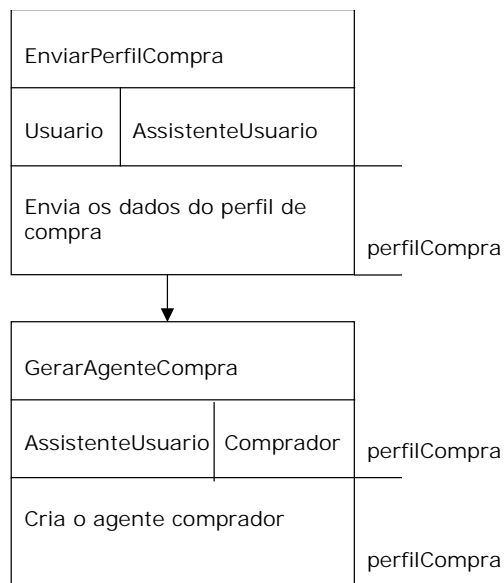 EnviarPerfilCompra
Usuario AssistenteUsuario
Envia os dados do perfil de
compra
perfilCompra
GerarAgenteCompra
AssistenteUsuario Comprador perfilCompra
Cria o agente comprador
perfilCompra